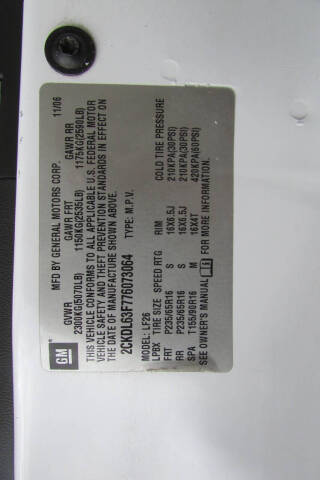 GM
MFD BY GENERAL MOTORS CORP. 11/06
GVWR GAWR FRT GAWR RR
2300KG(5070LB) 1150KG(2535LB) 1175KG(2590LB)
THIS VEHICLE CONFORMS TO ALL APPLICABLE U.S. FEDERAL MOTOR
VEHICLE SAFETY AND THEFT PREVENTION STANDARDS IN EFFECT ON
THE DATE OF MANUFACTURE SHOWN ABOVE.
2CKDL63F776073064 TYPE: M.P.V.
MODEL: LF26
LBPX TIRE SIZE SPEED RTG RIM COLD TIRE PRESSURE
FRT P235/65R16 S 16X6.5J 210KPA(30PSI)
RR P235/65R16 S 16X6.5J 210KPA(30PSI)
SPA T155/90R16 M 16X4T 420KPA(60PSI)
SEE OWNER'S MANUAL FOR MORE INFORMATION.